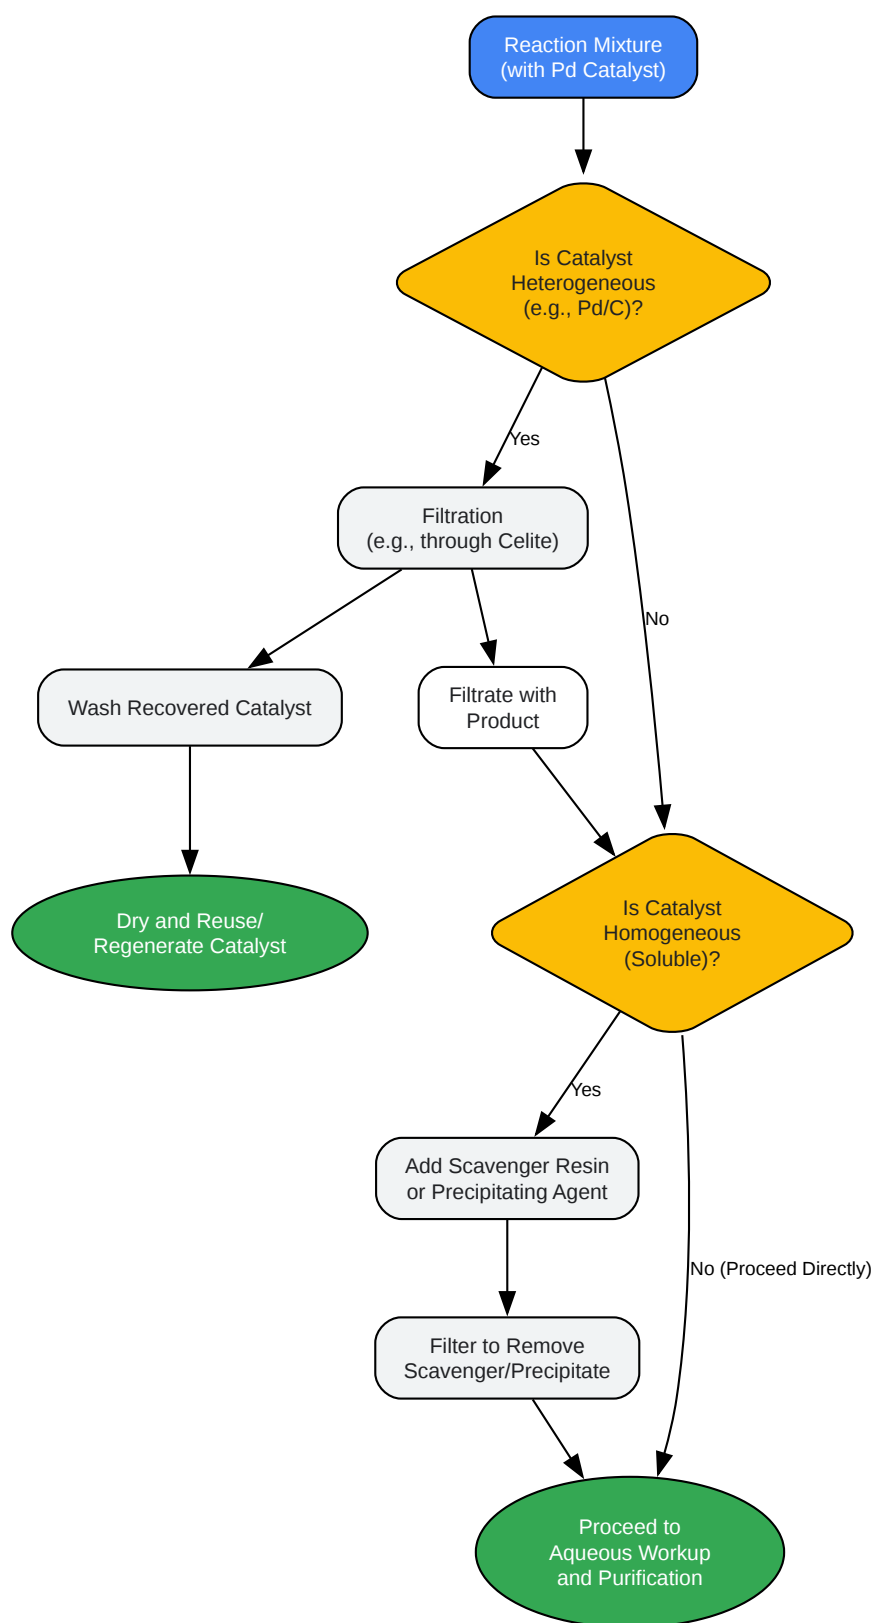 Reaction Mixture
(with Pd Catalyst)
Is Catalyst
Heterogeneous
(e.g., Pd/C)?
Yes
Filtration
(e.g., through Celite)
No
Wash Recovered Catalyst
Filtrate with
Product
Dry and Reuse/
Regenerate Catalyst
Is Catalyst
Homogeneous
(Soluble)?
Yes
Add Scavenger Resin
or Precipitating Agent
No (Proceed Directly)
Filter to Remove
Scavenger/Precipitate
Proceed to
Aqueous Workup
and Purification